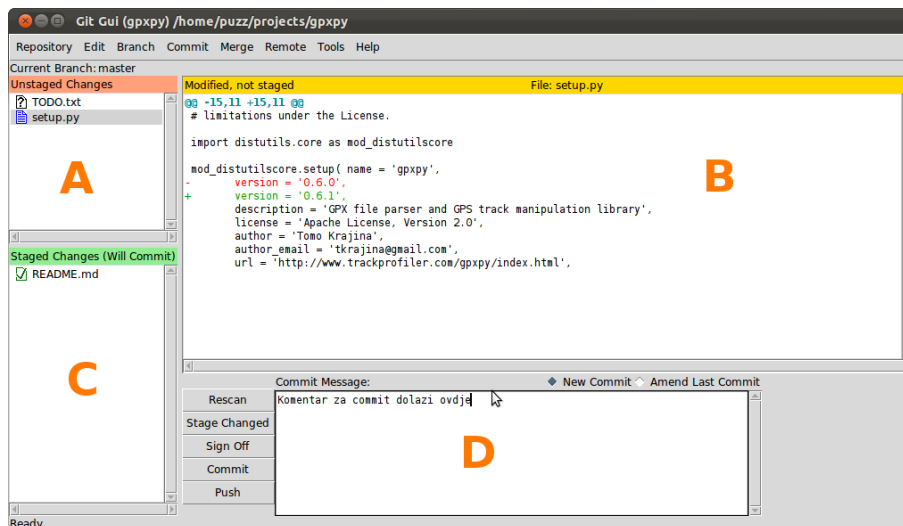 Git Gui (gpxpy) /home/puzz/projects/gpxpy
Repository Edit Branch Commit Merge Remote Tools Help
Current Branch: master
Unstaged Changes
TODO.txt
setup.py
A
Modified, not staged File: setup.py
@@ -15,11 +15,11 @@
# limitations under the License.
import distutils.core as mod_distutilscore
mod_distutilscore.setup( name = 'gpxpy',
- version = '0.6.0',
+ version = '0.6.1',
description = 'GPX file parser and GPS track manipulation library',
license = 'Apache License, Version 2.0',
author = 'Tomo Krajina',
author_email = 'tkrajina@gmail.com',
url = 'http://www.trackprofiler.com/gpxpy/index.html',
B
Staged Changes (Will Commit)
README.md
C
Commit Message: New Commit Amend Last Commit
Rescan
Stage Changed
Sign Off
Commit
Push
Komentar za commit dolazi ovdje
D
Ready